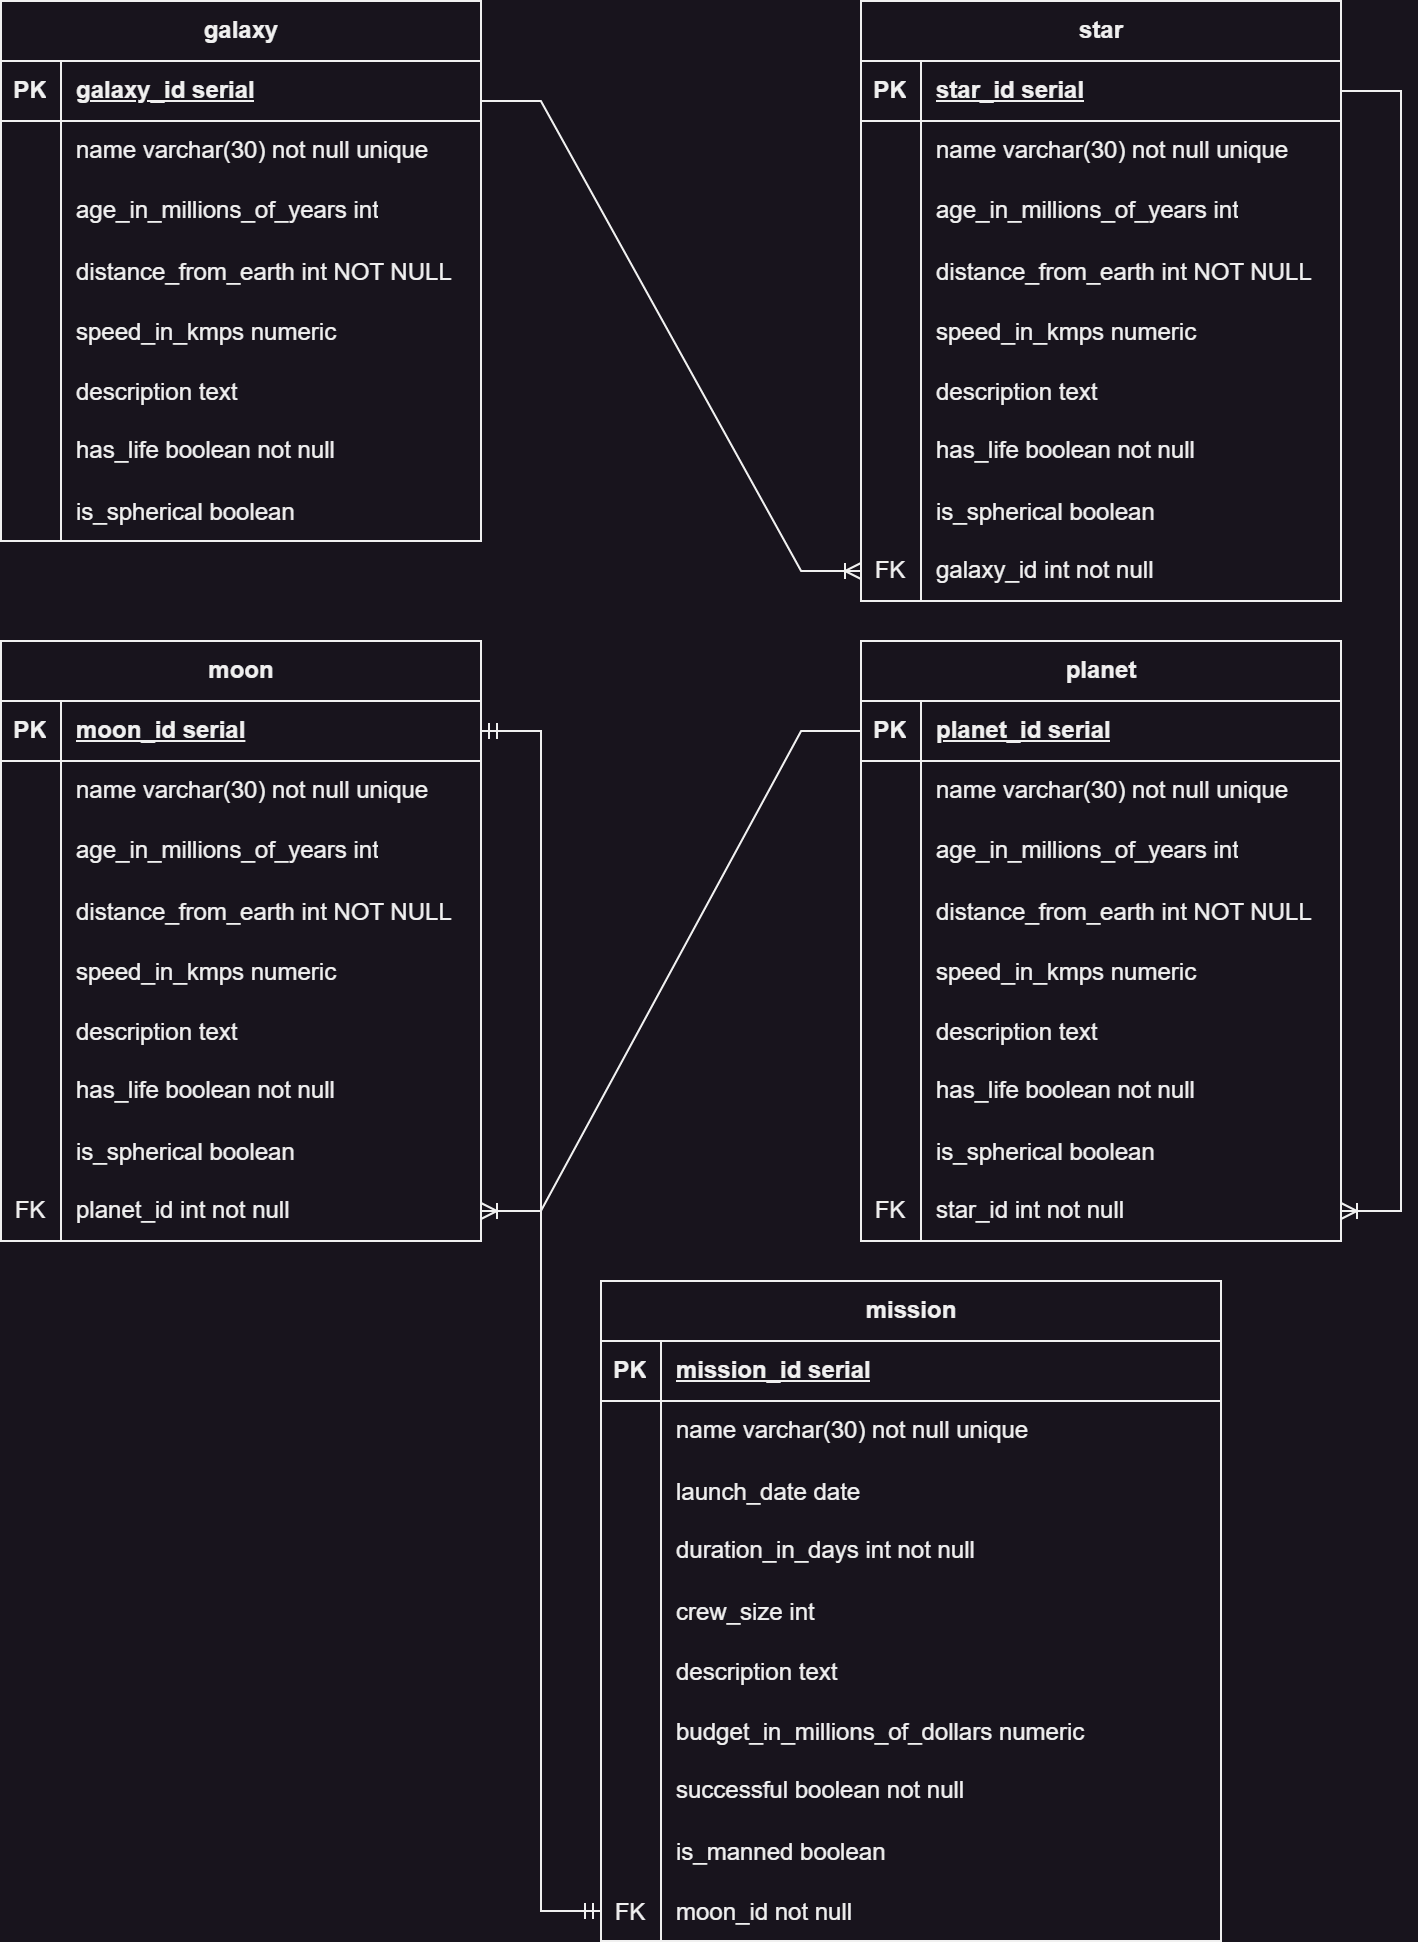 galaxy
PK galaxy_id serial
name varchar(30) not null unique
age_in_millions_of_years int
distance_from_earth int NOT NULL
speed_in_kmps numeric
description text
has_life boolean not null
is_spherical boolean
star
PK star_id serial
name varchar(30) not null unique
age_in_millions_of_years int
distance_from_earth int NOT NULL
speed_in_kmps numeric
description text
has_life boolean not null
is_spherical boolean
FK galaxy_id int not null
moon
PK moon_id serial
name varchar(30) not null unique
age_in_millions_of_years int
distance_from_earth int NOT NULL
speed_in_kmps numeric
description text
has_life boolean not null
is_spherical boolean
FK planet_id int not null
planet
PK planet_id serial
name varchar(30) not null unique
age_in_millions_of_years int
distance_from_earth int NOT NULL
speed_in_kmps numeric
description text
has_life boolean not null
is_spherical boolean
FK star_id int not null
mission
PK mission_id serial
name varchar(30) not null unique
launch_date date
duration_in_days int not null
crew_size int
description text
budget_in_millions_of_dollars numeric
successful boolean not null
is_manned boolean
FK moon_id not null